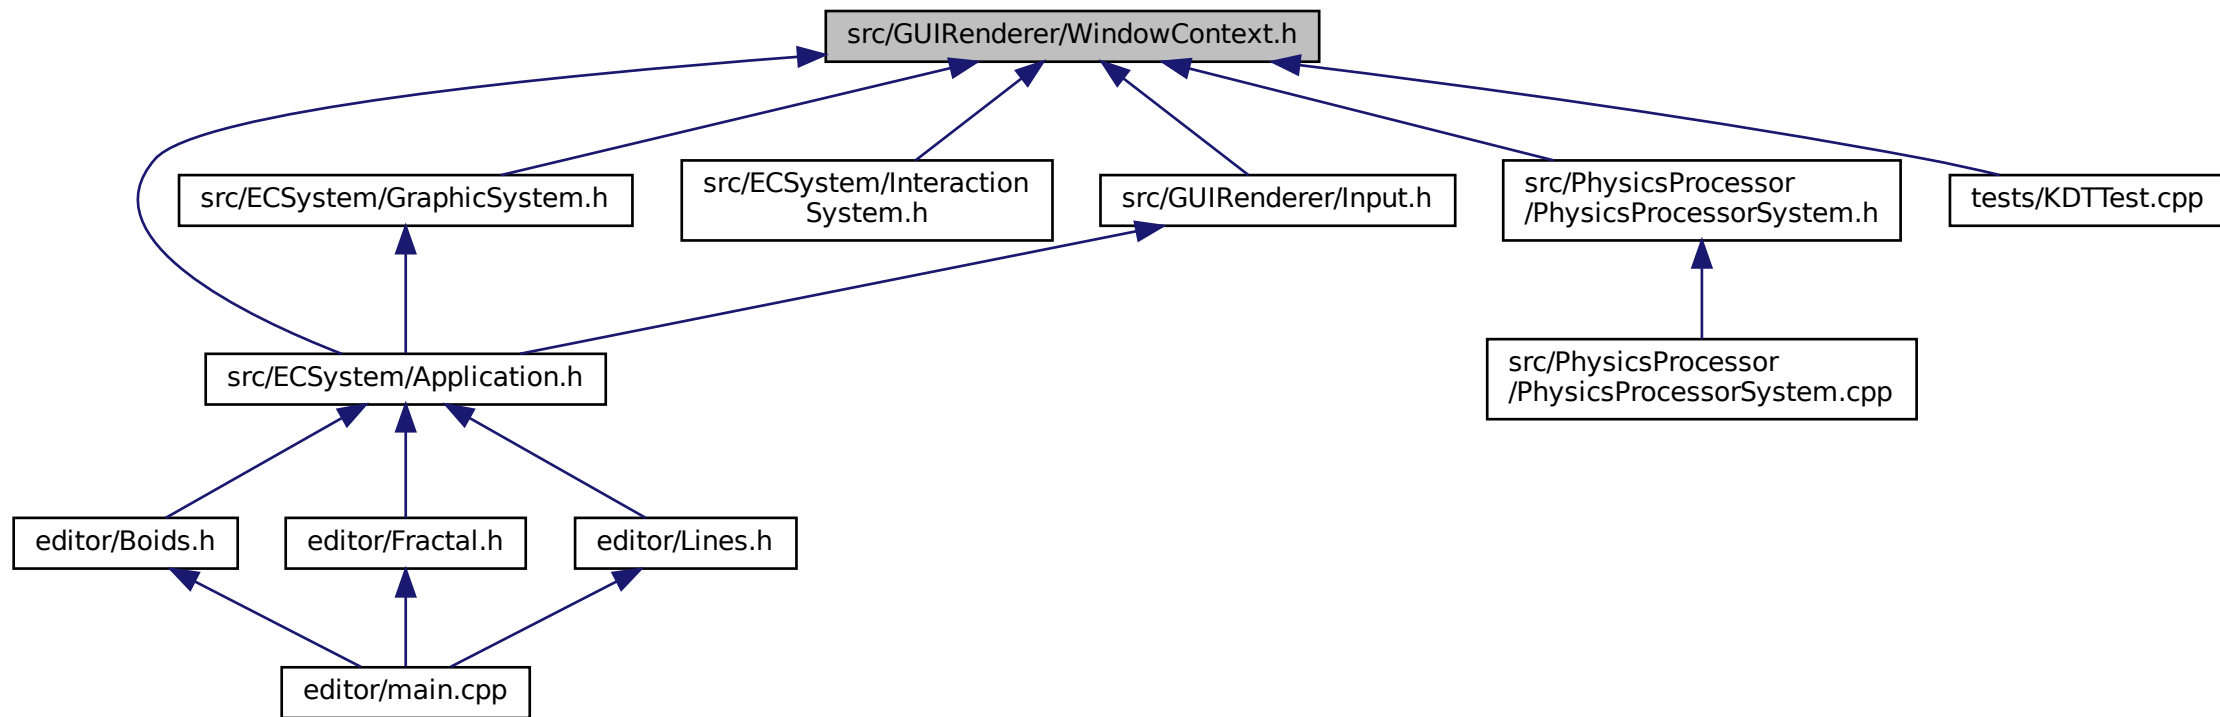 src/GUIRenderer/WindowContext.h
src/ECSystem/GraphicSystem.h
src/ECSystem/Interaction
System.h
src/GUIRenderer/Input.h
src/PhysicsProcessor
/PhysicsProcessorSystem.h
tests/KDTTest.cpp
src/ECSystem/Application.h
src/PhysicsProcessor
/PhysicsProcessorSystem.cpp
editor/Boids.h
editor/Fractal.h
editor/Lines.h
editor/main.cpp